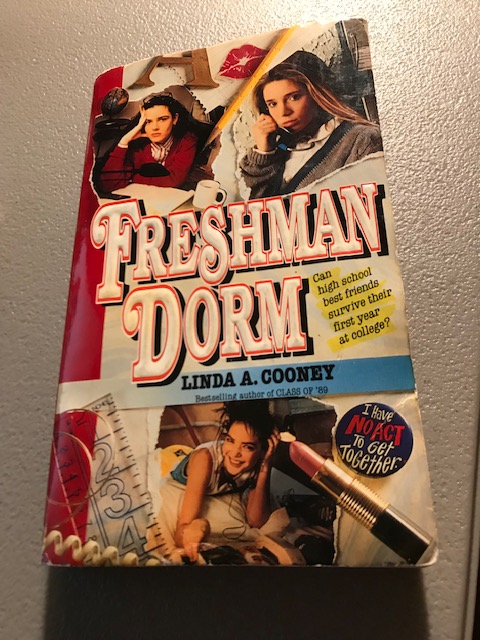 A
FRESHMAN
DORM
Can
high school
best friends
survive their
first year
at college?
LINDA A. COONEY
Bestselling author of CLASS OF '89
I Have
NO ACT
To Get
Together.
2
3
4